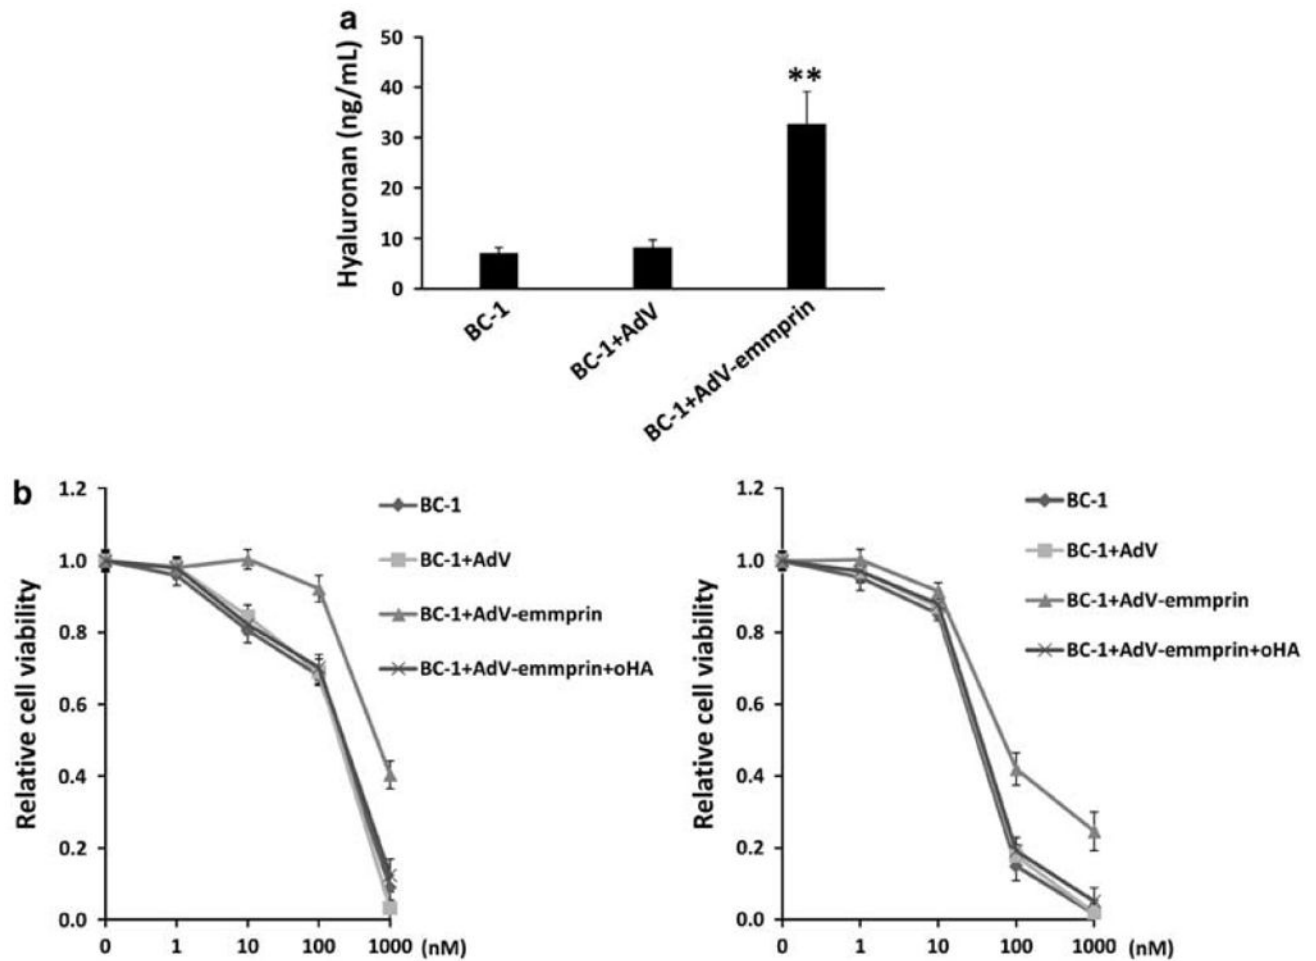 a
Hyaluronan (ng/mL)
50
40
30
20
10
0
**
BC-1
BC-1+AdV
BC-1+AdV-emmprin
b
Relative cell viability
1.2
1.0
0.8
0.6
0.4
0.2
0.0
0 1 10 100 1000 (nM)
BC-1
BC-1+AdV
BC-1+AdV-emmprin
BC-1+AdV-emmprin+oHA
Relative cell viability
1.2
1.0
0.8
0.6
0.4
0.2
0.0
0 1 10 100 1000 (nM)
BC-1
BC-1+AdV
BC-1+AdV-emmprin
BC-1+AdV-emmprin+oHA